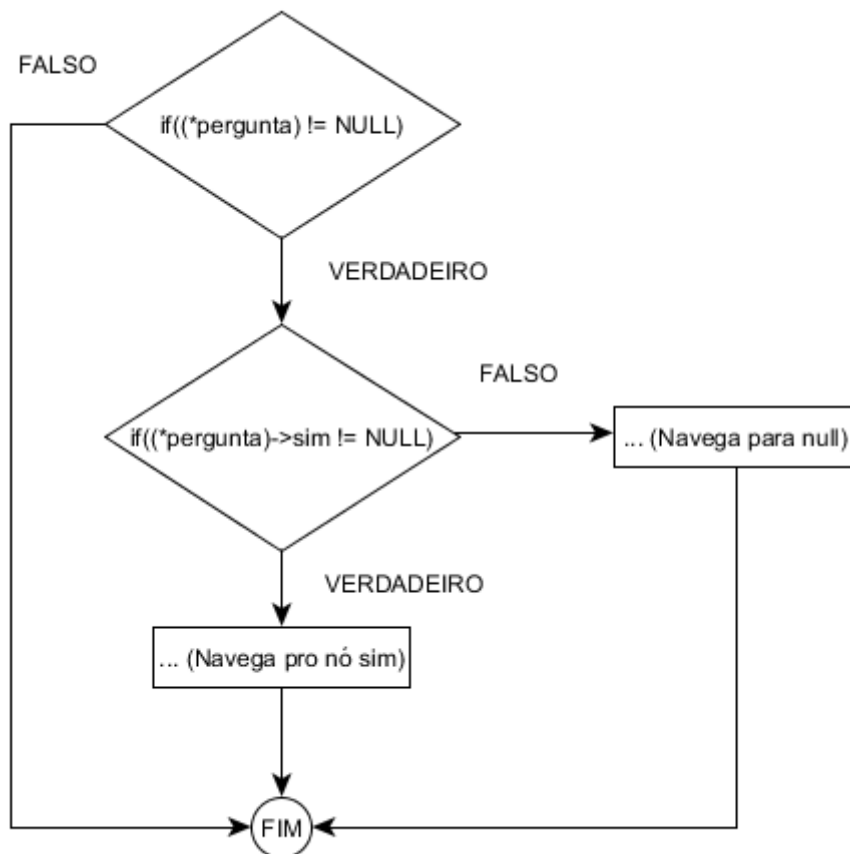 FALSO
if((*pergunta) != NULL)
VERDADEIRO
FALSO
if((*pergunta)->sim != NULL)
... (Navega para null)
VERDADEIRO
... (Navega pro nó sim)
FIM